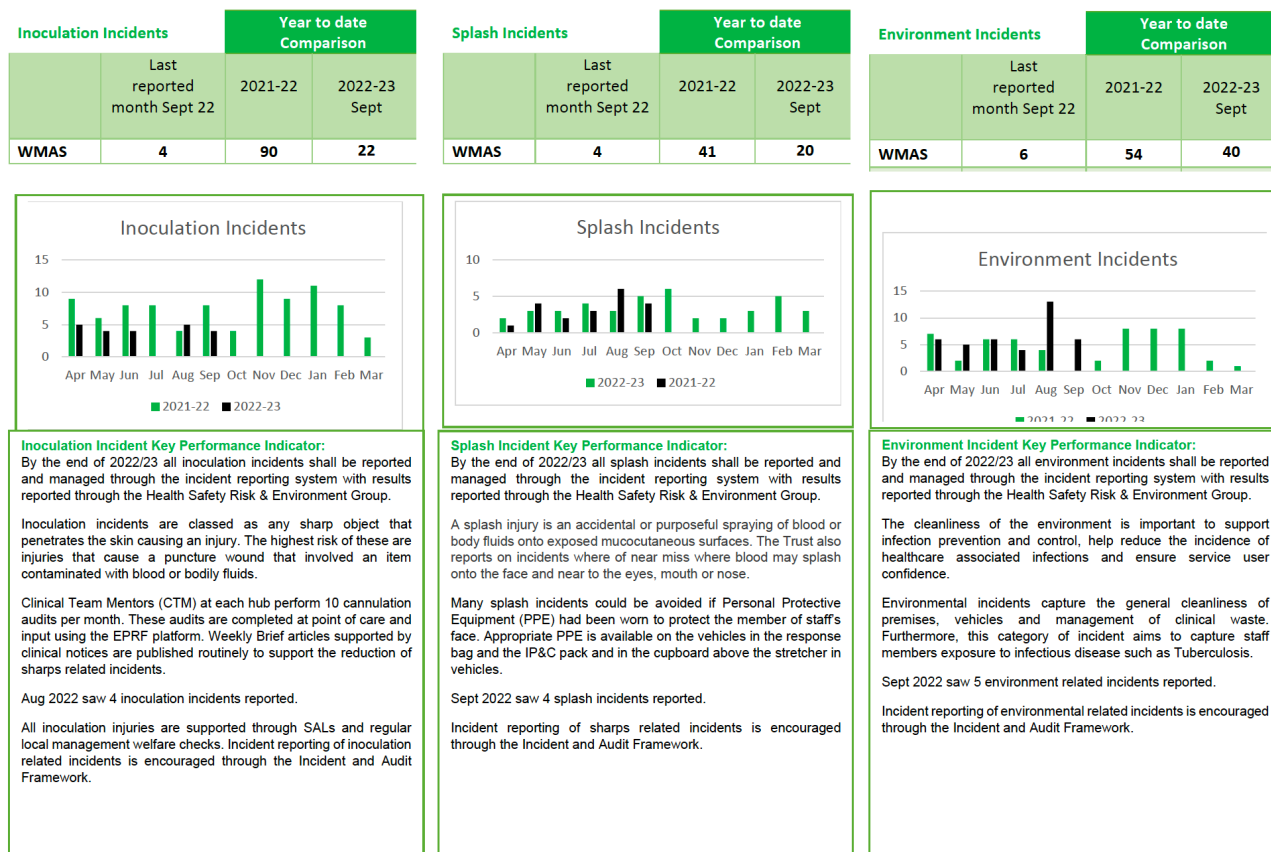 Inoculation Incidents
Year to date
Comparison
Last
reported
month Sept 22
2021-22
2022-23
Sept
WMAS 4 90 22
Inoculation Incidents
15
10
5
0
Apr May Jun Jul Aug Sep Oct Nov Dec Jan Feb Mar
2021-22 2022-23
Inoculation Incident Key Performance Indicator:
By the end of 2022/23 all inoculation incidents shall be reported
and managed through the incident reporting system with results
reported through the Health Safety Risk & Environment Group.
Inoculation incidents are classed as any sharp object that
penetrates the skin causing an injury. The highest risk of these are
injuries that cause a puncture wound that involved an item
contaminated with blood or bodily fluids.
Clinical Team Mentors (CTM) at each hub perform 10 cannulation
audits per month. These audits are completed at point of care and
input using the EPRF platform. Weekly Brief articles supported by
clinical notices are published routinely to support the reduction of
sharps related incidents.
Aug 2022 saw 4 inoculation incidents reported.
All inoculation injuries are supported through SALs and regular
local management welfare checks. Incident reporting of inoculation
related incidents is encouraged through the Incident and Audit
Framework.
Splash Incidents
Year to date
Comparison
Last
reported
month Sept 22
2021-22
2022-23
Sept
WMAS 4 41 20
Splash Incidents
10
5
0
Apr May Jun Jul Aug Sep Oct Nov Dec Jan Feb Mar
2022-23 2021-22
Splash Incident Key Performance Indicator:
By the end of 2022/23 all splash incidents shall be reported and
managed through the incident reporting system with results
reported through the Health Safety Risk & Environment Group.
A splash injury is an accidental or purposeful spraying of blood or
body fluids onto exposed mucocutaneous surfaces. The Trust also
reports on incidents where of near miss where blood may splash
onto the face and near to the eyes, mouth or nose.
Many splash incidents could be avoided if Personal Protective
Equipment (PPE) had been worn to protect the member of staff's
face. Appropriate PPE is available on the vehicles in the response
bag and the IP&C pack and in the cupboard above the stretcher in
vehicles.
Sept 2022 saw 4 splash incidents reported.
Incident reporting of sharps related incidents is encouraged
through the Incident and Audit Framework.
Environment Incidents
Year to date
Comparison
Last
reported
month Sept 22
2021-22
2022-23
Sept
WMAS 6 54 40
Environment Incidents
15
10
5
0
Apr May Jun Jul Aug Sep Oct Nov Dec Jan Feb Mar
2021-22 2022-23
Environment Incident Key Performance Indicator:
By the end of 2022/23 all environment incidents shall be reported
and managed through the incident reporting system with results
reported through the Health Safety Risk & Environment Group.
The cleanliness of the environment is important to support
infection prevention and control, help reduce the incidence of
healthcare associated infections and ensure service user
confidence.
Environmental incidents capture the general cleanliness of
premises, vehicles and management of clinical waste.
Furthermore, this category of incident aims to capture staff
members exposure to infectious disease such as Tuberculosis.
Sept 2022 saw 5 environment related incidents reported.
Incident reporting of environmental related incidents is encouraged
through the Incident and Audit Framework.